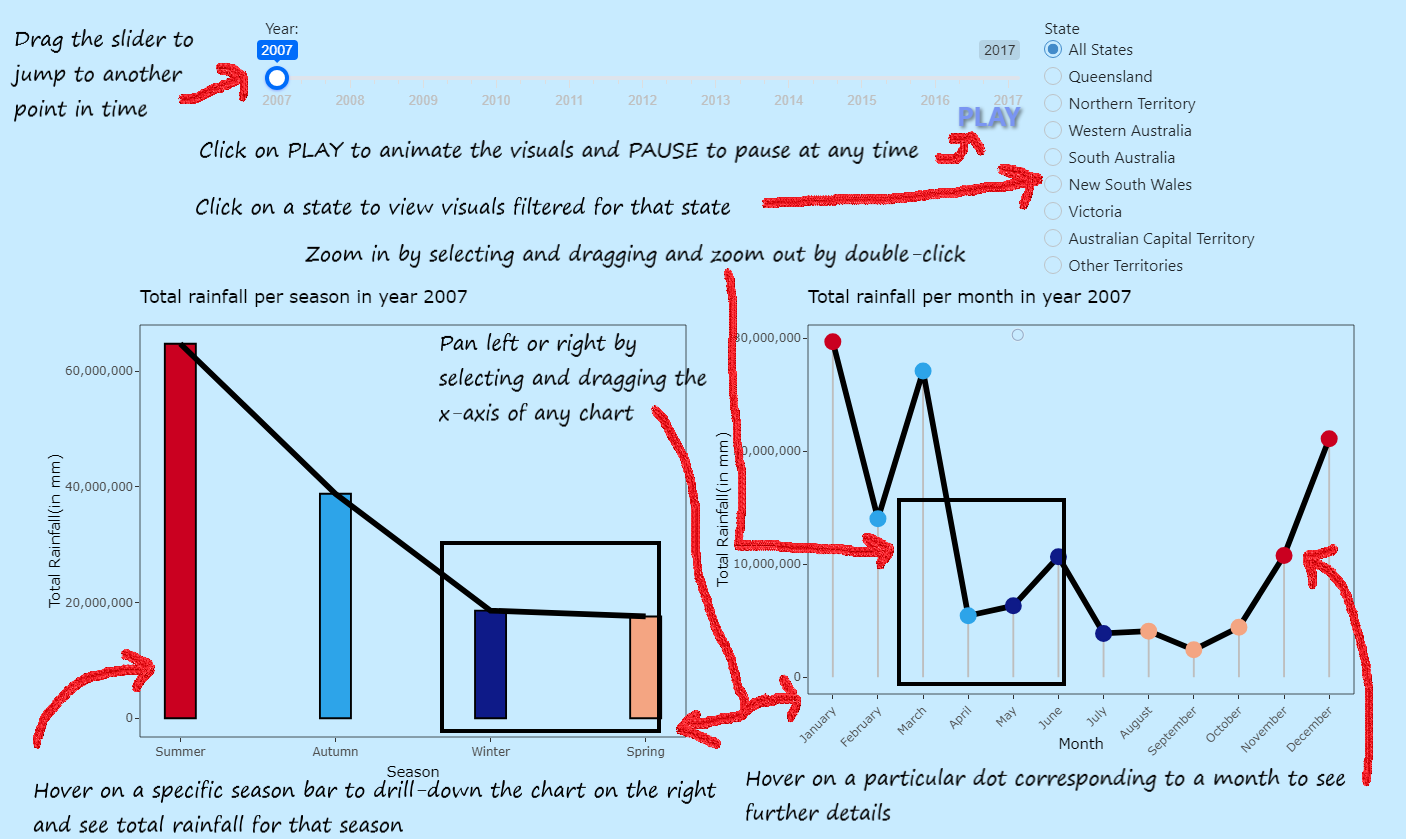 Drag the slider to
jump to another
point in time
Year:
2007
2017
2007 2008 2009 2010 2011 2012 2013 2014 2015 2016 2017
PLAY
State
All States
Queensland
Northern Territory
Western Australia
South Australia
New South Wales
Victoria
Australian Capital Territory
Other Territories
Click on PLAY to animate the visuals and PAUSE to pause at any time
Click on a state to view visuals filtered for that state
Zoom in by selecting and dragging and zoom out by double-click
Total rainfall per season in year 2007
Pan left or right by
selecting and dragging the
x-axis of any chart
Total Rainfall(in mm)
60,000,000
40,000,000
20,000,000
0
Summer Autumn Winter Spring
Season
Hover on a specific season bar to drill-down the chart on the right
and see total rainfall for that season
Total rainfall per month in year 2007
Total Rainfall(in mm)
10,000,000
0
January February March April May June July August September October November December
Month
Hover on a particular dot corresponding to a month to see
further details